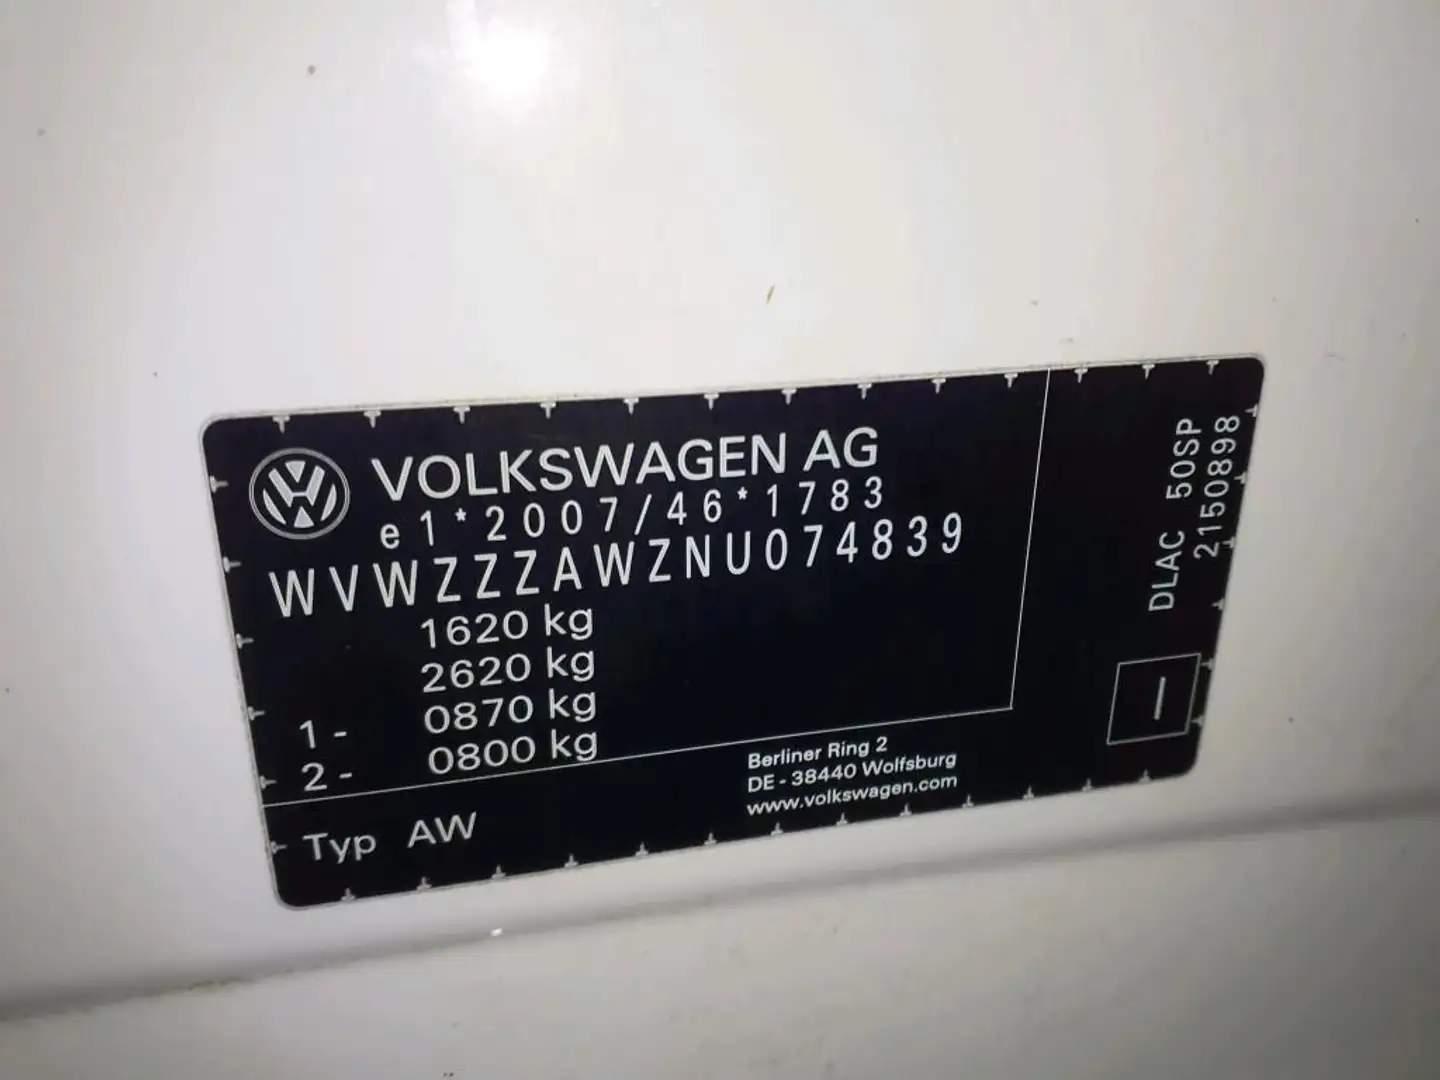 VOLKSWAGEN AG
e1*2007/46*1783
WVWZZZAWZNU074839
1620 kg
2620 kg
1- 0870 kg
2- 0800 kg
Typ AW
Berliner Ring 2
DE - 38440 Wolfsburg
www.volkswagen.com
DLAC 50SP
2150898